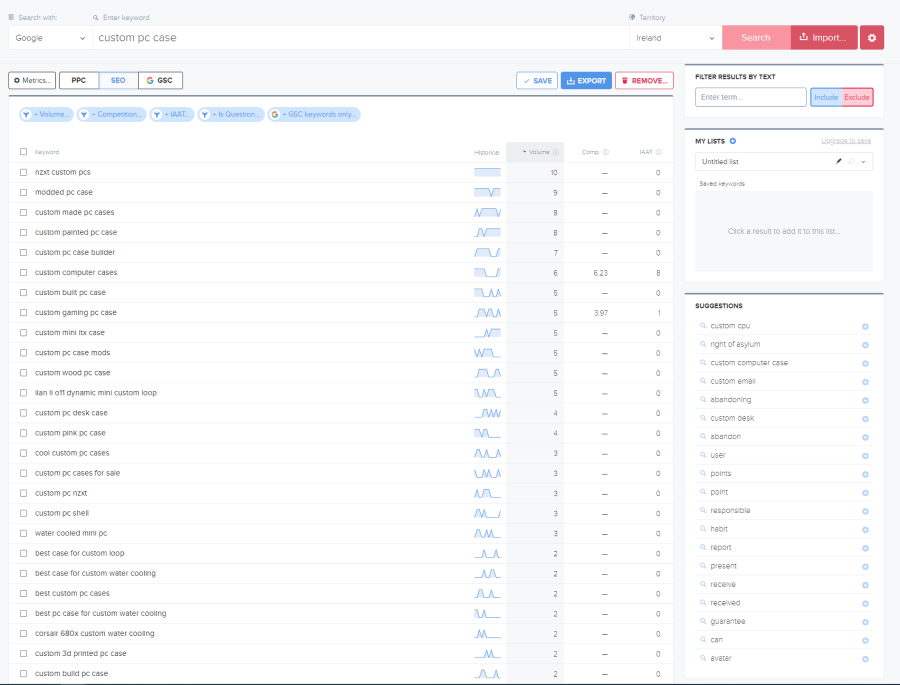 Search with:
Enter keyword
Territory
Google
custom pc case
Ireland
Search
Import...
Metrics...
PPC
SEO
GSC
SAVE
EXPORT
REMOVE...
+ Volume...
+ Competition...
+ IAAT...
+ Is Question...
+ GSC keywords only...
Keyword Historical Volume Comp. IAAT
nzxt custom pcs 10 — 0
modded pc case 9 — 0
custom made pc cases 8 — 0
custom painted pc case 8 — 0
custom pc case builder 7 — 0
custom computer cases 6 6.23 8
custom built pc case 5 — 0
custom gaming pc case 5 3.97 1
custom mini itx case 5 — 0
custom pc case mods 5 — 0
custom wood pc case 5 — 0
lian li o11 dynamic mini custom loop 5 — 0
custom pc desk case 4 — 0
custom pink pc case 4 — 0
cool custom pc cases 3 — 0
custom pc cases for sale 3 — 0
custom pc nzxt 3 — 0
custom pc shell 3 — 0
water cooled mini pc 3 — 0
best case for custom loop 2 — 0
best case for custom water cooling 2 — 0
best custom pc cases 2 — 0
best pc case for custom water cooling 2 — 0
corsair 680x custom water cooling 2 — 0
custom 3d printed pc case 2 — 0
custom build pc case 2 — 0
FILTER RESULTS BY TEXT
Enter term...
Include
Exclude
MY LISTS
Upgrade to save
Untitled list
Saved keywords
Click a result to add it to this list...
SUGGESTIONS
custom cpu
right of asylum
custom computer case
custom email
abandoning
custom desk
abandon
user
points
point
responsible
habit
report
present
receive
received
guarantee
can
avatar